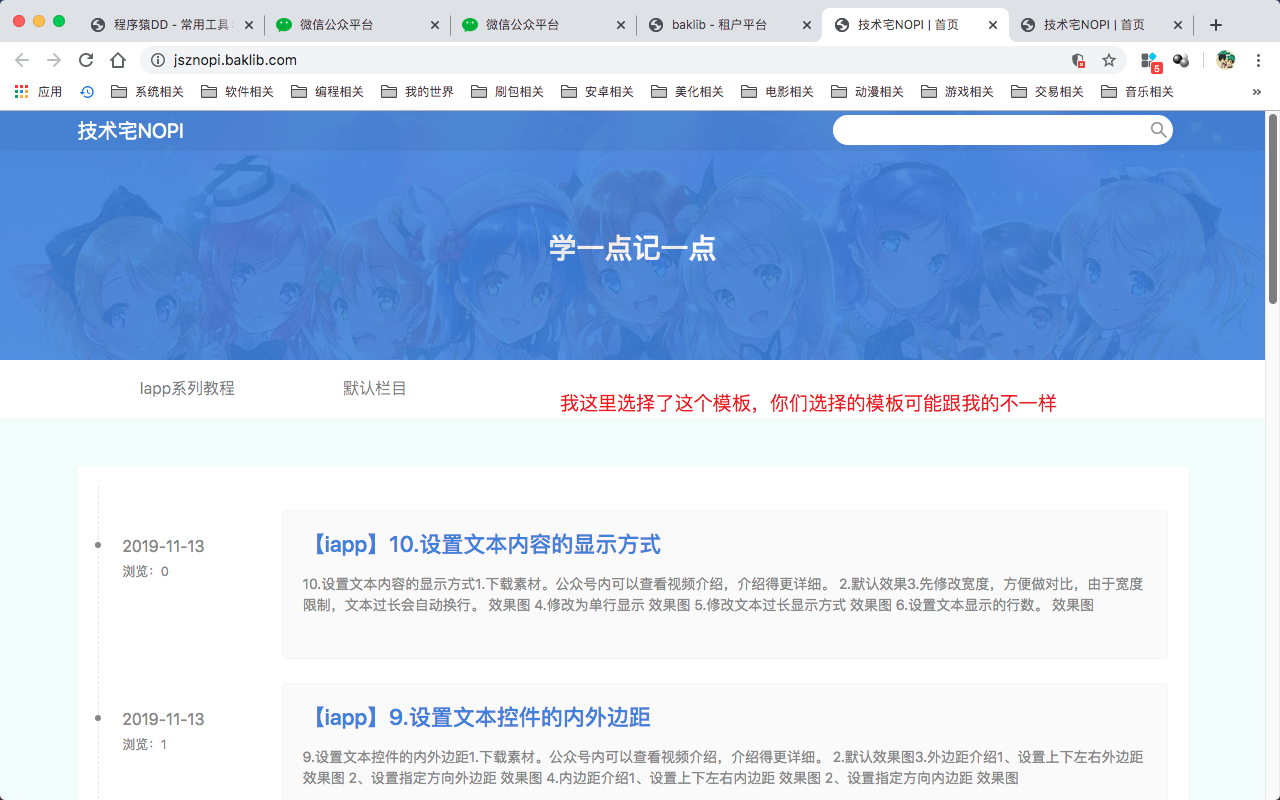 程序猿DD - 常用工具
微信公众平台
微信公众平台
baklib - 租户平台
技术宅NOPI | 首页
技术宅NOPI | 首页
jsznopi.baklib.com
5
应用
系统相关
软件相关
编程相关
我的世界
刷包相关
安卓相关
美化相关
电影相关
动漫相关
游戏相关
交易相关
音乐相关
技术宅NOPI
学一点记一点
Iapp系列教程
默认栏目
我这里选择了这个模板，你们选择的模板可能跟我的不一样
2019-11-13
浏览：0
【iapp】10.设置文本内容的显示方式
10.设置文本内容的显示方式1.下载素材。公众号内可以查看视频介绍，介绍得更详细。 2.默认效果3.先修改宽度，方便做对比，由于宽度
限制，文本过长会自动换行。 效果图 4.修改为单行显示 效果图 5.修改文本过长显示方式 效果图 6.设置文本显示的行数。 效果图
2019-11-13
浏览：1
【iapp】9.设置文本控件的内外边距
9.设置文本控件的内外边距1.下载素材。公众号内可以查看视频介绍，介绍得更详细。 2.默认效果图3.外边距介绍1、设置上下左右外边距
效果图 2、设置指定方向外边距 效果图 4.内边距介绍1、设置上下左右内边距 效果图 2、设置指定方向内边距 效果图